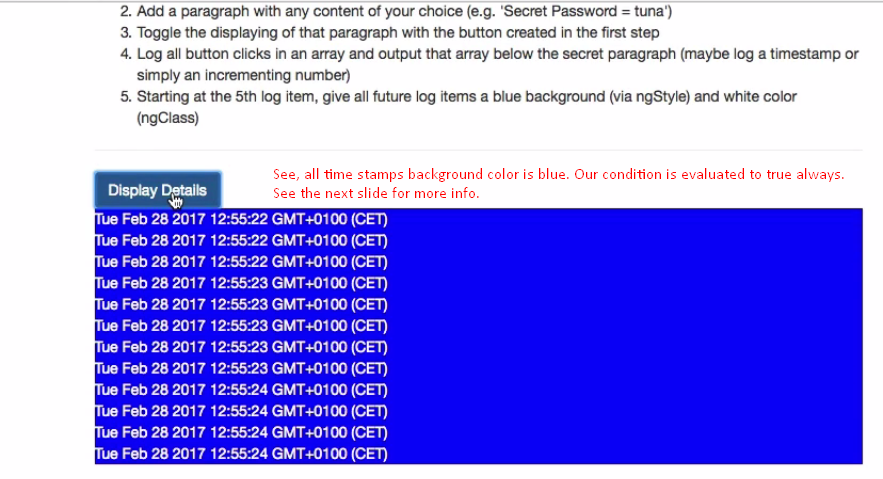 2. Add a paragraph with any content of your choice (e.g. 'Secret Password = tuna')
3. Toggle the displaying of that paragraph with the button created in the first step
4. Log all button clicks in an array and output that array below the secret paragraph (maybe log a timestamp or
simply an incrementing number)
5. Starting at the 5th log item, give all future log items a blue background (via ngStyle) and white color
(ngClass)
Display Details
See, all time stamps background color is blue. Our condition is evaluated to true always.
See the next slide for more info.
Tue Feb 28 2017 12:55:22 GMT+0100 (CET)
Tue Feb 28 2017 12:55:22 GMT+0100 (CET)
Tue Feb 28 2017 12:55:22 GMT+0100 (CET)
Tue Feb 28 2017 12:55:23 GMT+0100 (CET)
Tue Feb 28 2017 12:55:23 GMT+0100 (CET)
Tue Feb 28 2017 12:55:23 GMT+0100 (CET)
Tue Feb 28 2017 12:55:23 GMT+0100 (CET)
Tue Feb 28 2017 12:55:23 GMT+0100 (CET)
Tue Feb 28 2017 12:55:24 GMT+0100 (CET)
Tue Feb 28 2017 12:55:24 GMT+0100 (CET)
Tue Feb 28 2017 12:55:24 GMT+0100 (CET)
Tue Feb 28 2017 12:55:24 GMT+0100 (CET)